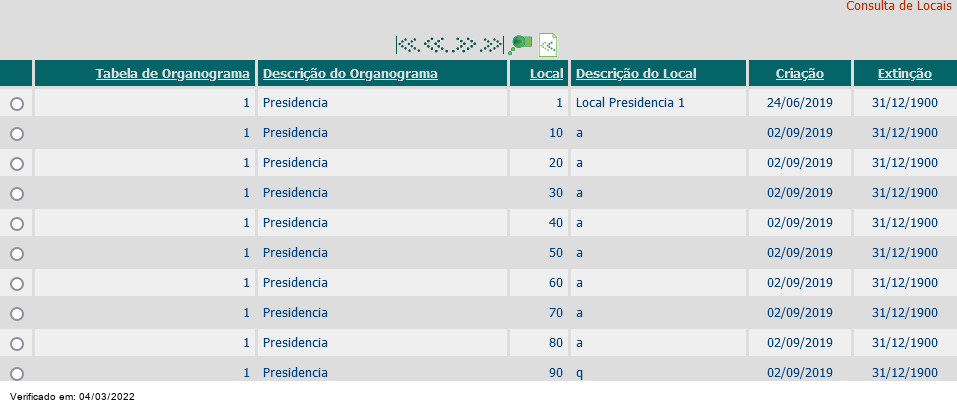 Consulta de Locais
Tabela de Organograma Descrição do Organograma Local Descrição do Local Criação Extinção
1 Presidencia 1 Local Presidencia 1 24/06/2019 31/12/1900
1 Presidencia 10 a 02/09/2019 31/12/1900
1 Presidencia 20 a 02/09/2019 31/12/1900
1 Presidencia 30 a 02/09/2019 31/12/1900
1 Presidencia 40 a 02/09/2019 31/12/1900
1 Presidencia 50 a 02/09/2019 31/12/1900
1 Presidencia 60 a 02/09/2019 31/12/1900
1 Presidencia 70 a 02/09/2019 31/12/1900
1 Presidencia 80 a 02/09/2019 31/12/1900
1 Presidencia 90 q 02/09/2019 31/12/1900
Verificado em: 04/03/2022